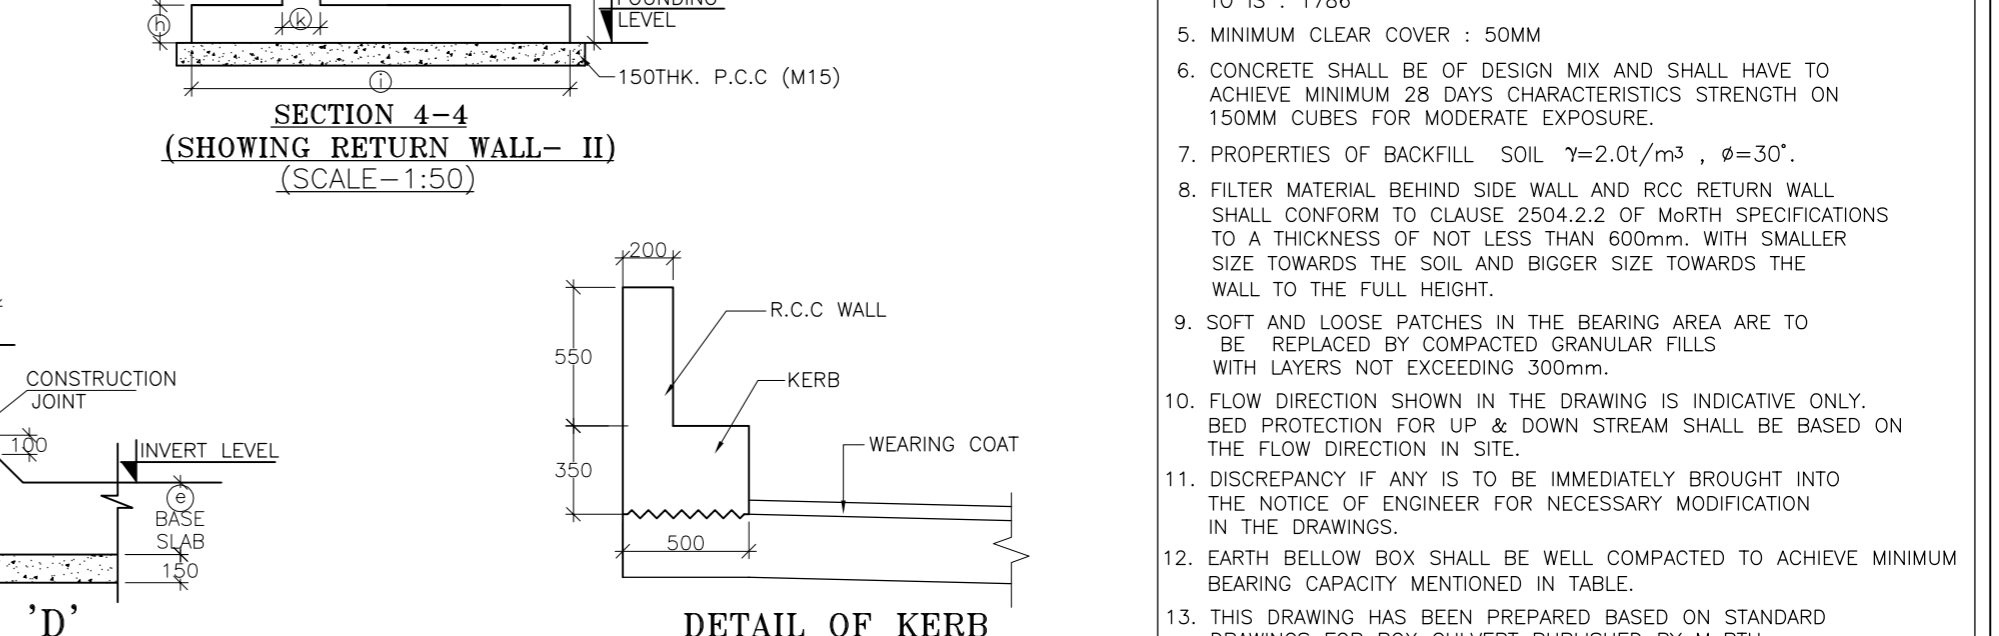 FOUNDING
LEVEL
h
k
150THK. P.C.C (M15)
SECTION 4-4
(SHOWING RETURN WALL- II)
(SCALE-1:50)
CONSTRUCTION
JOINT
100
INVERT LEVEL
e
BASE
SLAB
150
'D'
200
R.C.C WALL
550
KERB
WEARING COAT
350
500
DETAIL OF KERB
TO IS : 1786
5. MINIMUM CLEAR COVER : 50MM
6. CONCRETE SHALL BE OF DESIGN MIX AND SHALL HAVE TO
ACHIEVE MINIMUM 28 DAYS CHARACTERISTICS STRENGTH ON
150MM CUBES FOR MODERATE EXPOSURE.
7. PROPERTIES OF BACKFILL SOIL γ=2.0t/m³ , ø=30°.
8. FILTER MATERIAL BEHIND SIDE WALL AND RCC RETURN WALL
SHALL CONFORM TO CLAUSE 2504.2.2 OF MoRTH SPECIFICATIONS
TO A THICKNESS OF NOT LESS THAN 600mm. WITH SMALLER
SIZE TOWARDS THE SOIL AND BIGGER SIZE TOWARDS THE
WALL TO THE FULL HEIGHT.
9. SOFT AND LOOSE PATCHES IN THE BEARING AREA ARE TO
BE REPLACED BY COMPACTED GRANULAR FILLS
WITH LAYERS NOT EXCEEDING 300mm.
10. FLOW DIRECTION SHOWN IN THE DRAWING IS INDICATIVE ONLY.
BED PROTECTION FOR UP & DOWN STREAM SHALL BE BASED ON
THE FLOW DIRECTION IN SITE.
11. DISCREPANCY IF ANY IS TO BE IMMEDIATELY BROUGHT INTO
THE NOTICE OF ENGINEER FOR NECESSARY MODIFICATION
IN THE DRAWINGS.
12. EARTH BELLOW BOX SHALL BE WELL COMPACTED TO ACHIEVE MINIMUM
BEARING CAPACITY MENTIONED IN TABLE.
13. THIS DRAWING HAS BEEN PREPARED BASED ON STANDARD
DRAWINGS FOR BOX CULVERT PUBLISHED BY MoRTH